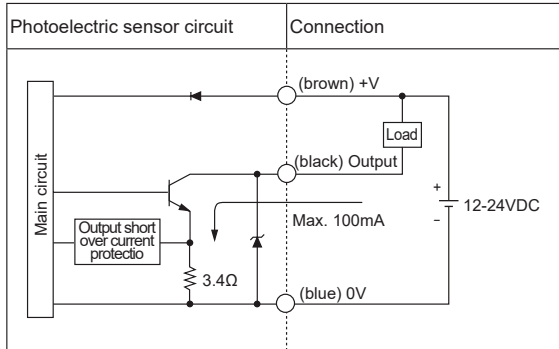 Photoelectric sensor circuit
Connection
(brown) +V
Load
(black) Output
Main circuit
+
12-24VDC
-
Max. 100mA
Output short
over current
protectio
3.4Ω
(blue) 0V